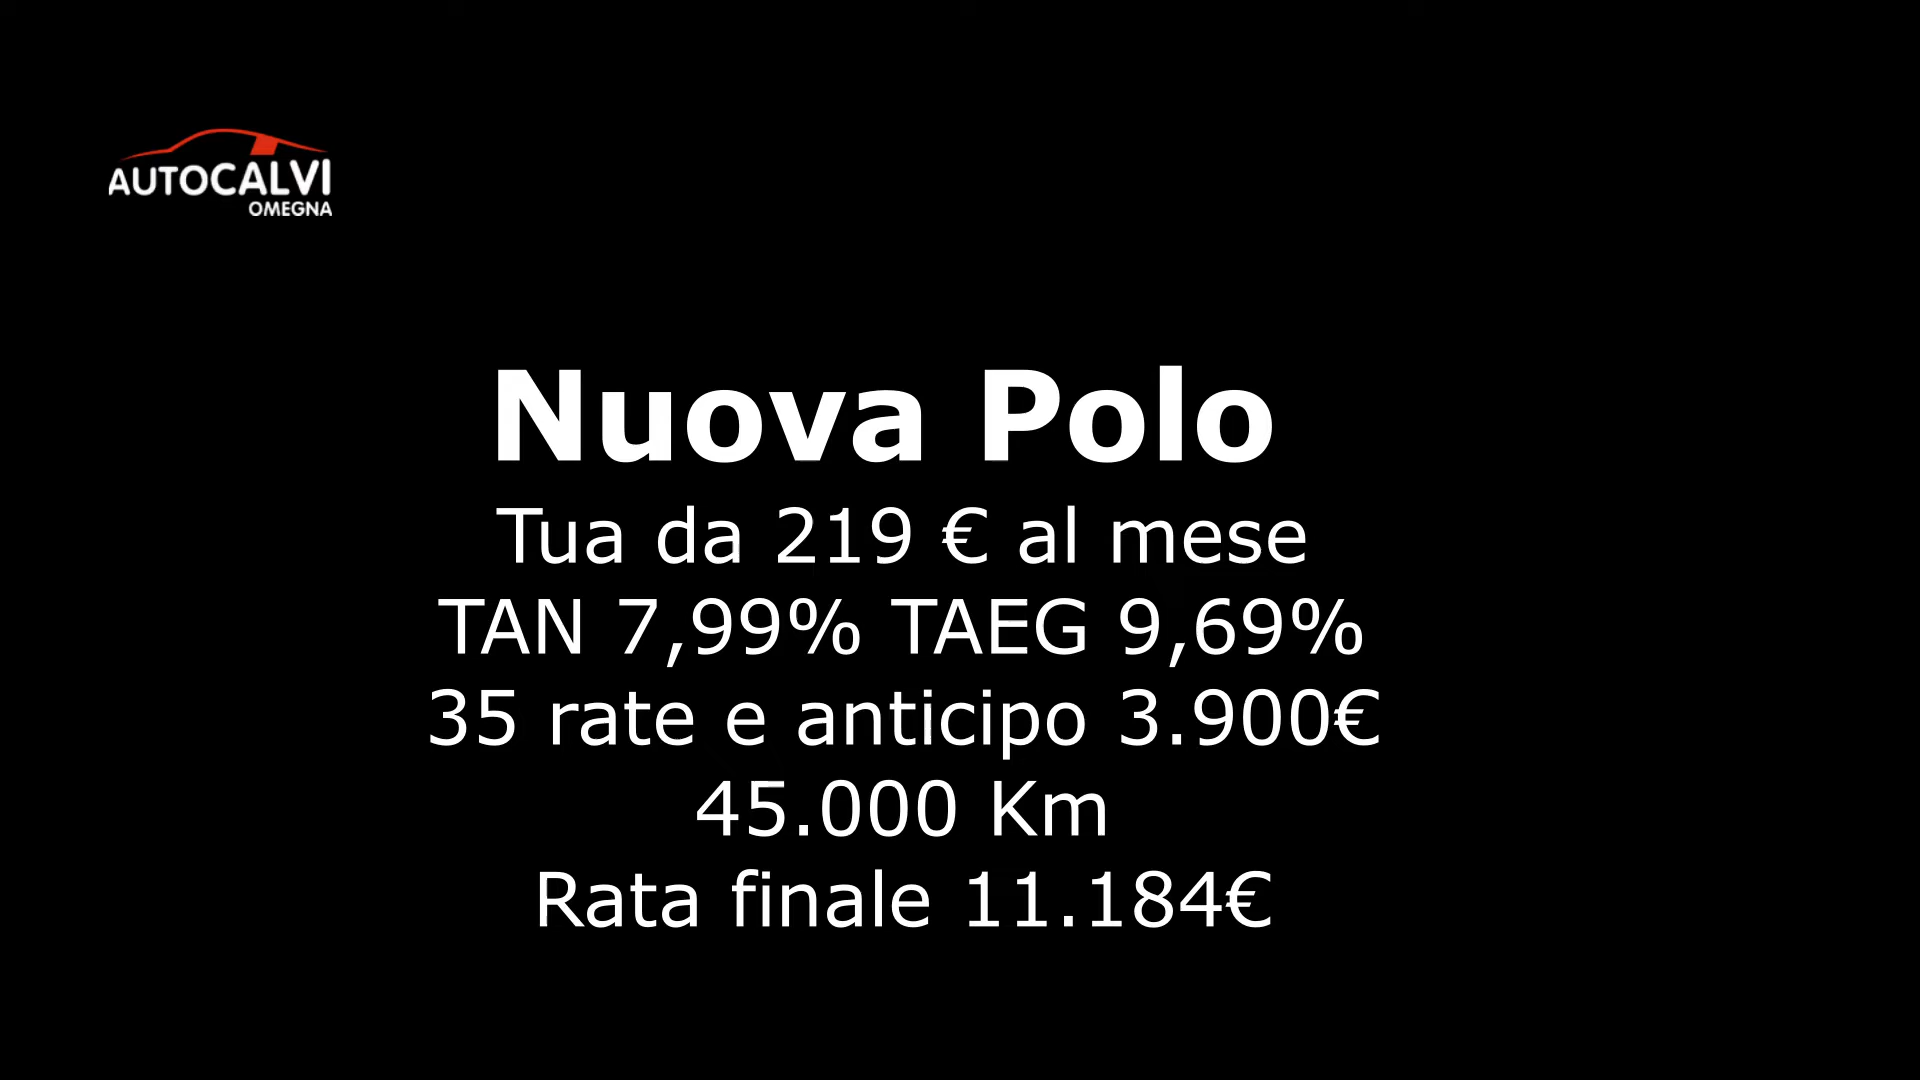 AUTOCALVI
OMEGNA
Nuova Polo
Tua da 219 € al mese
TAN 7,99% TAEG 9,69%
35 rate e anticipo 3.900€
45.000 Km
Rata finale 11.184€